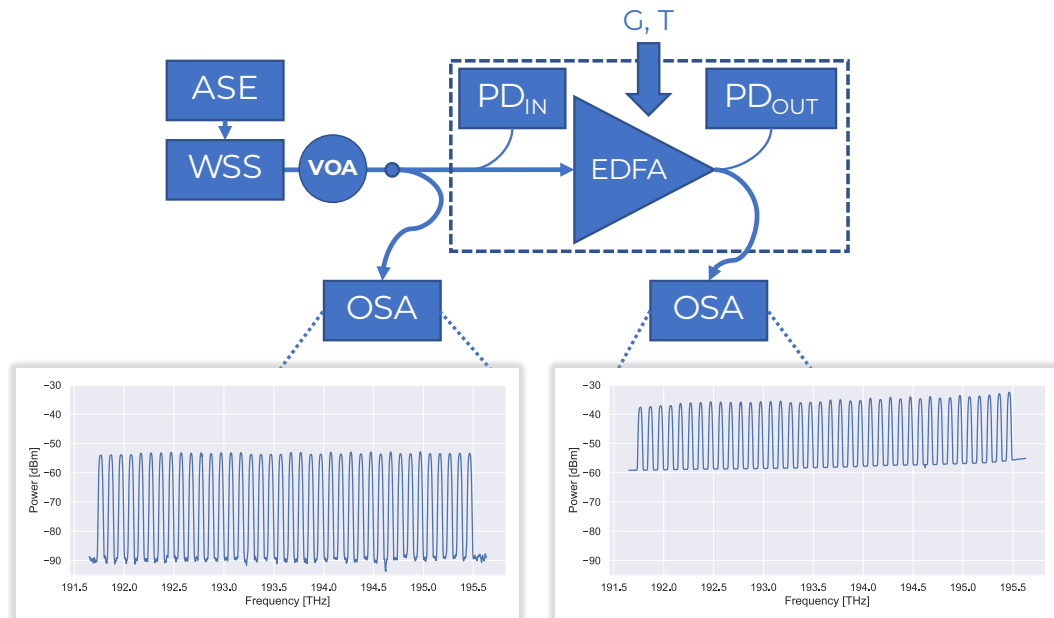 G, T
ASE
PD_IN
PD_OUT
WSS
VOA
EDFA
OSA
OSA
−30
−40
−50
−60
−70
−80
−90
Power [dBm]
191.5 192.0 192.5 193.0 193.5 194.0 194.5 195.0 195.5
Frequency [THz]
−30
−40
−50
−60
−70
−80
−90
Power [dBm]
191.5 192.0 192.5 193.0 193.5 194.0 194.5 195.0 195.5
Frequency [THz]